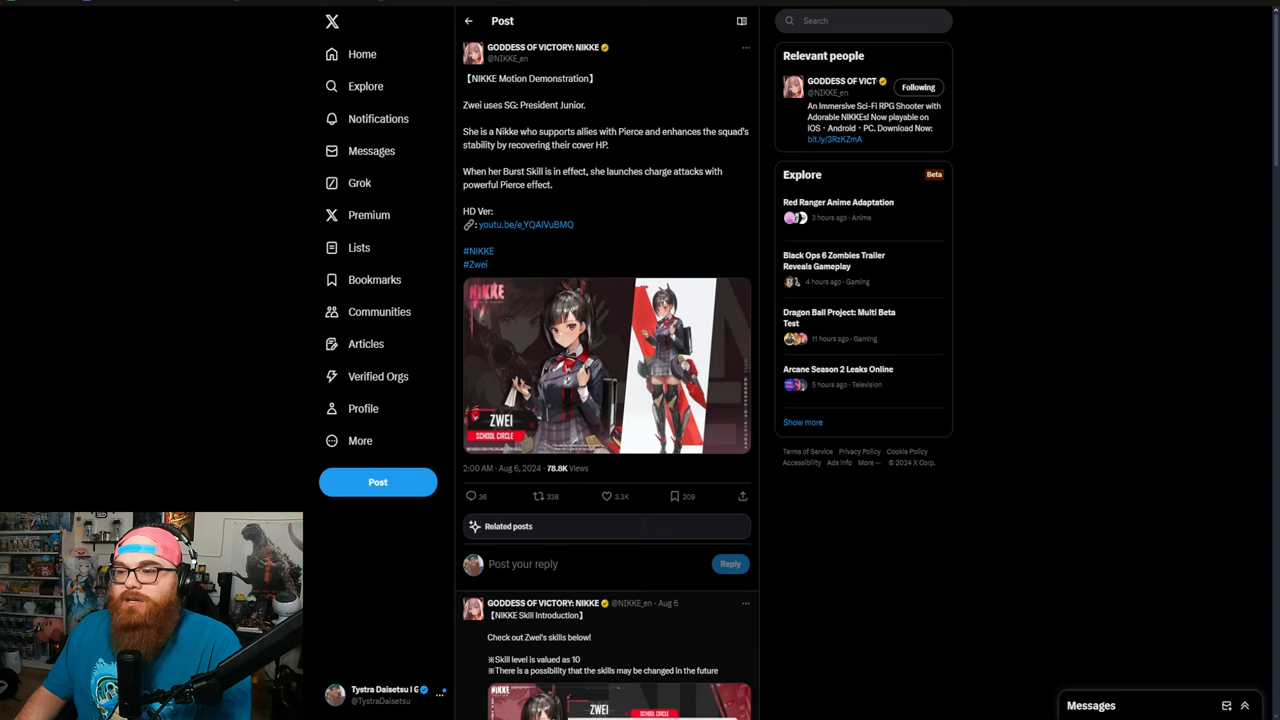 Home
Explore
Notifications
Messages
Grok
Premium
Lists
Bookmarks
Communities
Articles
Verified Orgs
Profile
More
Post
Tystra Daisetsu l G
@TystraDaisetsu
Post
GODDESS OF VICTORY: NIKKE
@NIKKE_en
【NIKKE Motion Demonstration】
Zwei uses SG: President Junior.
She is a Nikke who supports allies with Pierce and enhances the squad's
stability by recovering their cover HP.
When her Burst Skill is in effect, she launches charge attacks with
powerful Pierce effect.
HD Ver:
🔗: youtu.be/e_YQAIVuBMQ
#NIKKE
#Zwei
NIKKE
ZWEI
SCHOOL CIRCLE
2:00 AM · Aug 6, 2024 · 78.8K Views
36
338
3.3K
209
Related posts
Post your reply
Reply
GODDESS OF VICTORY: NIKKE @NIKKE_en · Aug 6
【NIKKE Skill Introduction】
Check out Zwei's skills below!
※Skill level is valued as 10
※There is a possibility that the skills may be changed in the future
NIKKE
ZWEI
SCHOOL CIRCLE
Search
Relevant people
GODDESS OF VICT
@NIKKE_en
Following
An Immersive Sci-Fi RPG Shooter with
Adorable NIKKEs! Now playable on
iOS・Android・PC. Download Now:
bit.ly/3RzKZmA
Explore
Beta
Red Ranger Anime Adaptation
3 hours ago · Anime
Black Ops 6 Zombies Trailer
Reveals Gameplay
4 hours ago · Gaming
Dragon Ball Project: Multi Beta
Test
11 hours ago · Gaming
Arcane Season 2 Leaks Online
5 hours ago · Television
Show more
Terms of Service Privacy Policy Cookie Policy
Accessibility Ads info More ··· © 2024 X Corp.
Messages